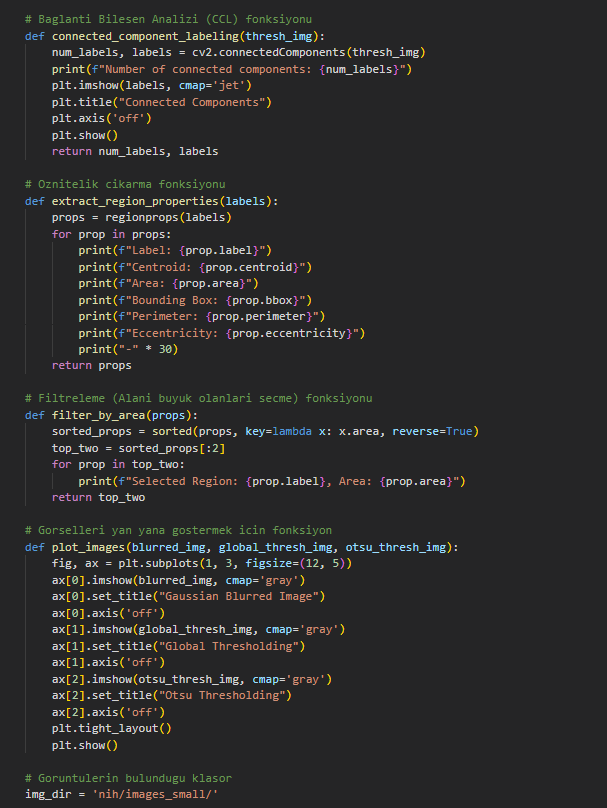 # Baglanti Bilesen Analizi (CCL) fonksiyonu
def connected_component_labeling(thresh_img):
    num_labels, labels = cv2.connectedComponents(thresh_img)
    print(f"Number of connected components: {num_labels}")
    plt.imshow(labels, cmap='jet')
    plt.title("Connected Components")
    plt.axis('off')
    plt.show()
    return num_labels, labels

# Oznitelik cikarma fonksiyonu
def extract_region_properties(labels):
    props = regionprops(labels)
    for prop in props:
        print(f"Label: {prop.label}")
        print(f"Centroid: {prop.centroid}")
        print(f"Area: {prop.area}")
        print(f"Bounding Box: {prop.bbox}")
        print(f"Perimeter: {prop.perimeter}")
        print(f"Eccentricity: {prop.eccentricity}")
        print("-" * 30)
    return props

# Filtreleme (Alani buyuk olanlari secme) fonksiyonu
def filter_by_area(props):
    sorted_props = sorted(props, key=lambda x: x.area, reverse=True)
    top_two = sorted_props[:2]
    for prop in top_two:
        print(f"Selected Region: {prop.label}, Area: {prop.area}")
    return top_two

# Gorselleri yan yana gostermek icin fonksiyon
def plot_images(blurred_img, global_thresh_img, otsu_thresh_img):
    fig, ax = plt.subplots(1, 3, figsize=(12, 5))
    ax[0].imshow(blurred_img, cmap='gray')
    ax[0].set_title("Gaussian Blurred Image")
    ax[0].axis('off')
    ax[1].imshow(global_thresh_img, cmap='gray')
    ax[1].set_title("Global Thresholding")
    ax[1].axis('off')
    ax[2].imshow(otsu_thresh_img, cmap='gray')
    ax[2].set_title("Otsu Thresholding")
    ax[2].axis('off')
    plt.tight_layout()
    plt.show()

# Goruntulerin bulundugu klasor
img_dir = 'nih/images_small/'